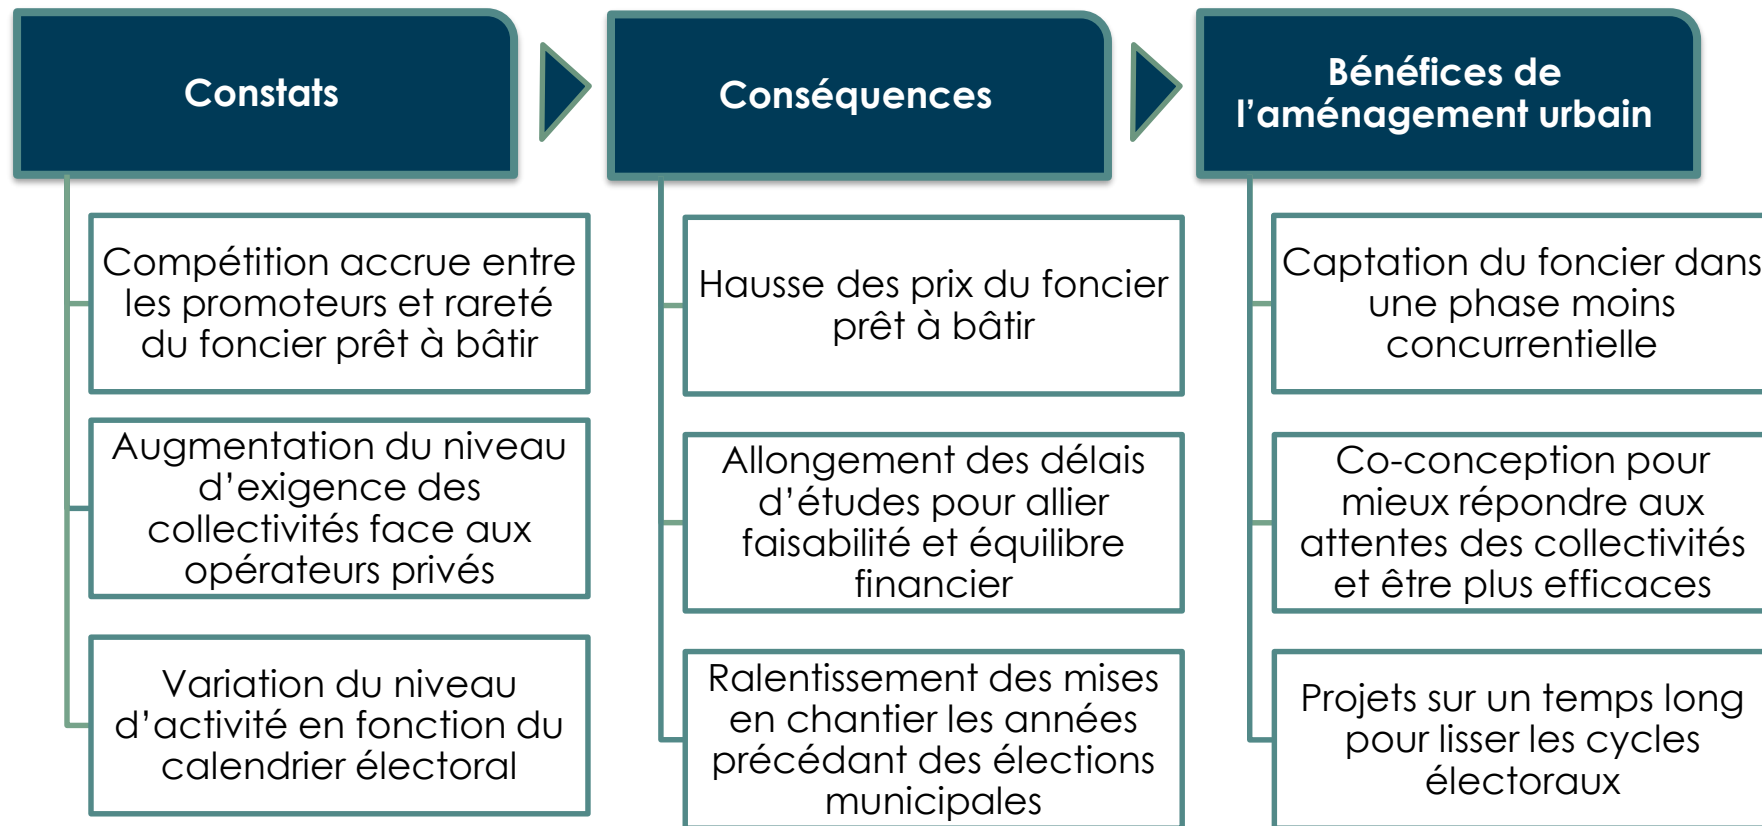 Constats
Compétition accrue entre
les promoteurs et rareté
du foncier prêt à bâtir
Augmentation du niveau
d’exigence des
collectivités face aux
opérateurs privés
Variation du niveau
d’activité en fonction du
calendrier électoral
Conséquences
Hausse des prix du foncier
prêt à bâtir
Allongement des délais
d’études pour allier
faisabilité et équilibre
financier
Ralentissement des mises
en chantier les années
précédant des élections
municipales
Bénéfices de
l’aménagement urbain
Captation du foncier dans
une phase moins
concurrentielle
Co-conception pour
mieux répondre aux
attentes des collectivités
et être plus efficaces
Projets sur un temps long
pour lisser les cycles
électoraux